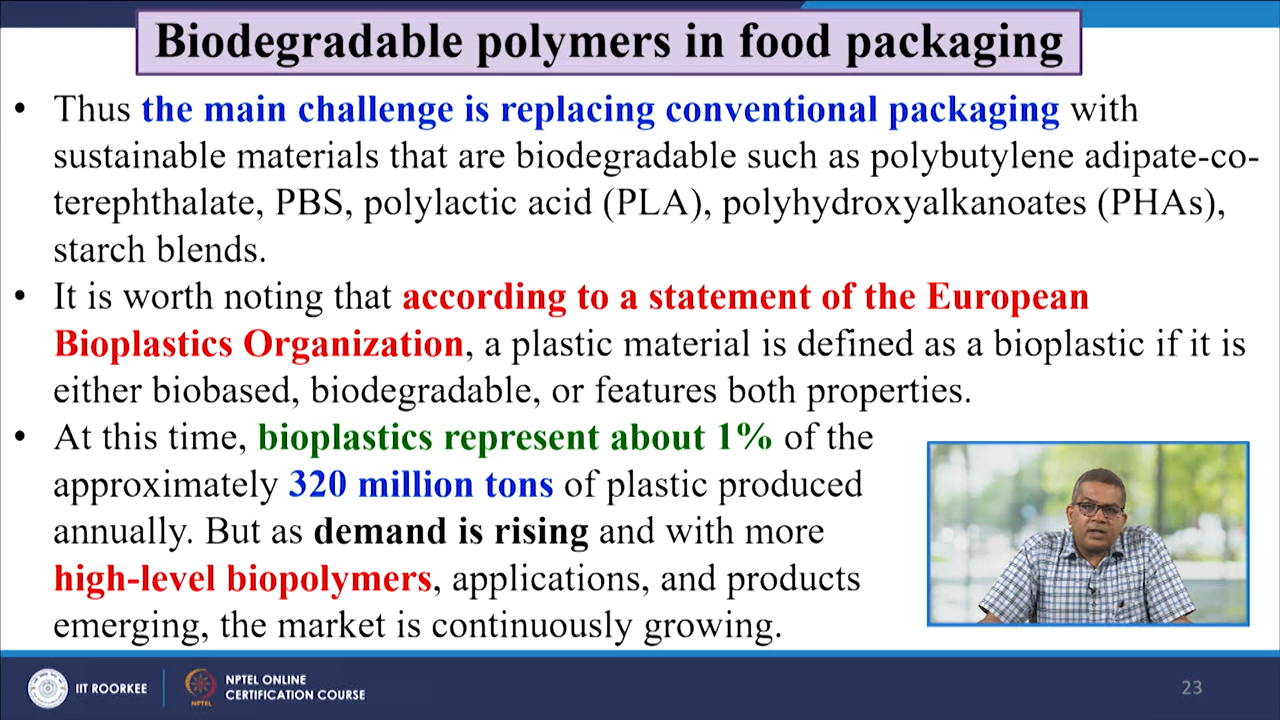 Biodegradable polymers in food packaging
• Thus the main challenge is replacing conventional packaging with
sustainable materials that are biodegradable such as polybutylene adipate-co-
terephthalate, PBS, polylactic acid (PLA), polyhydroxyalkanoates (PHAs),
starch blends.
• It is worth noting that according to a statement of the European
Bioplastics Organization, a plastic material is defined as a bioplastic if it is
either biobased, biodegradable, or features both properties.
• At this time, bioplastics represent about 1% of the
approximately 320 million tons of plastic produced
annually. But as demand is rising and with more
high-level biopolymers, applications, and products
emerging, the market is continuously growing.
IIT ROORKEE
NPTEL
NPTEL ONLINE
CERTIFICATION COURSE
23